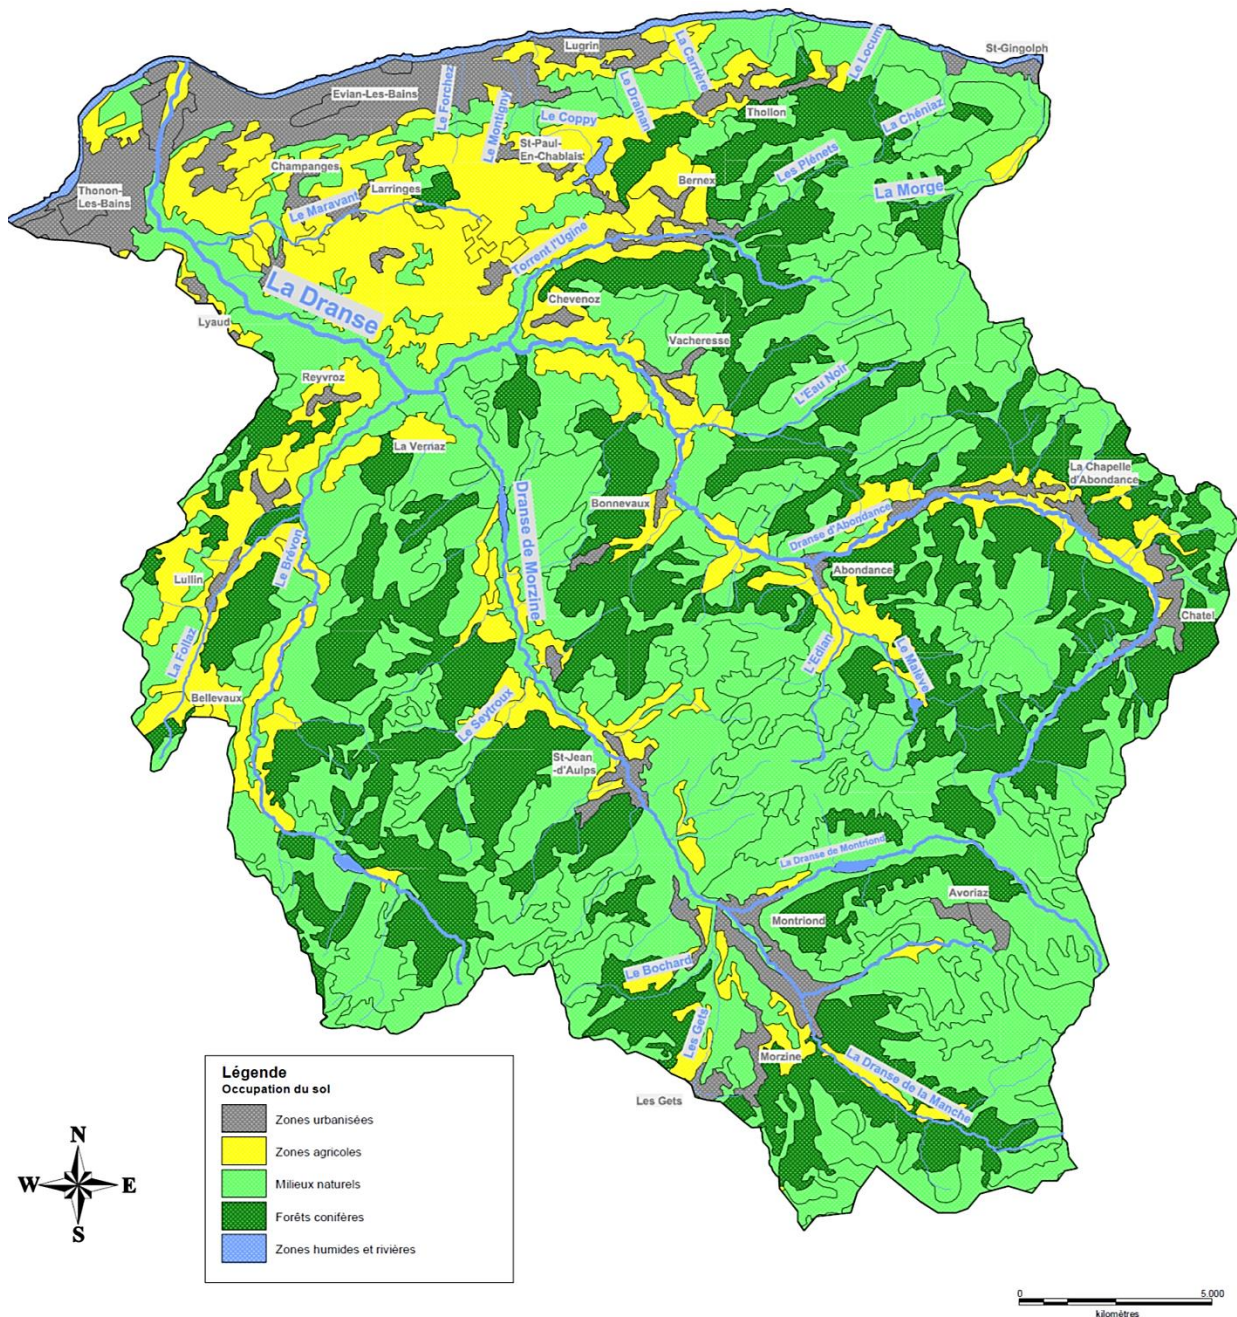 Lugrin
La Carrière
Le Locum
St-Gingolph
Evian-Les-Bains
Le Forchez
Le Montigny
Le Coppy
Le Drainan
Thollon
La Chéniaz
St-Paul-
En-Chablais
Champanges
Larringes
Bernex
Les Plénets
La Morge
Thonon-
Les-Bains
Le Maravant
Torrent l'Ugine
La Dranse
Chevenoz
Lyaud
Vacheresse
Reyvroz
L'Eau Noir
La Vernaz
La Chapelle
d'Abondance
Bonnevaux
Dranse d'Abondance
Dranse de Morzine
Le Brévon
Lullin
Abondance
Chatel
La Follaz
L'Edian
Le Malève
Bellevaux
Le Seytroux
St-Jean
-d'Aulps
La Dranse de Montriond
Avoriaz
Montriond
Le Bochard
Les Gets
Morzine
La Dranse de la Manche
Les Gets
Légende
Occupation du sol
Zones urbanisées
Zones agricoles
Milieux naturels
Forêts conifères
Zones humides et rivières
N
W E
S
0 5.000
kilomètres